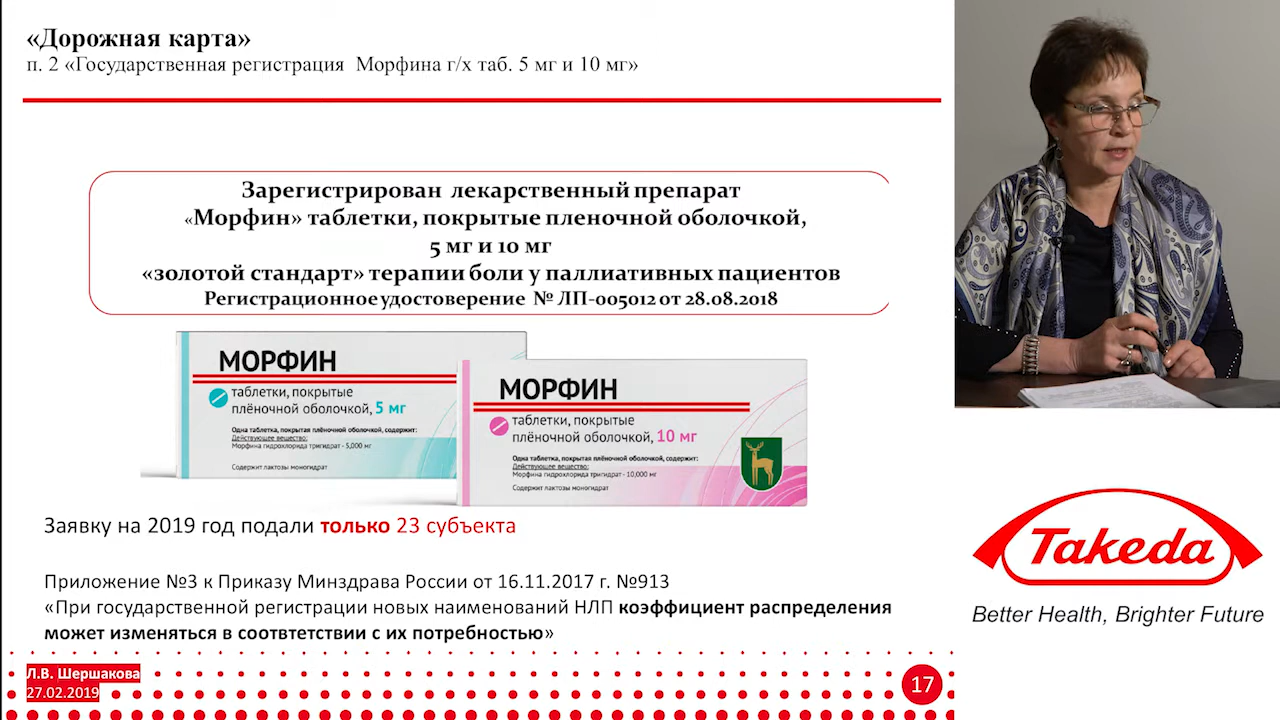 «Дорожная карта»
п. 2 «Государственная регистрация Морфина г/х таб. 5 мг и 10 мг»
Зарегистрирован лекарственный препарат
«Морфин» таблетки, покрытые пленочной оболочкой,
5 мг и 10 мг
«золотой стандарт» терапии боли у паллиативных пациентов
Регистрационное удостоверение № ЛП-005012 от 28.08.2018
МОРФИН
таблетки, покрытые
плёночной оболочкой, 5 мг
Одна таблетка, покрытая плёночной оболочкой, содержит:
Действующее вещество:
Морфина гидрохлорида тригидрат - 5,000 мг
Содержит лактозы моногидрат
МОРФИН
таблетки, покрытые
плёночной оболочкой, 10 мг
Одна таблетка, покрытая плёночной оболочкой, содержит:
Действующее вещество:
Морфина гидрохлорида тригидрат - 10,000 мг
Содержит лактозы моногидрат
Заявку на 2019 год подали только 23 субъекта
Приложение №3 к Приказу Минздрава России от 16.11.2017 г. №913
«При государственной регистрации новых наименований НЛП коэффициент распределения
может изменяться в соотвтетствии с их потребностью»
Л.В. Шершакова
27.02.2019
17
Takeda
Better Health, Brighter Future